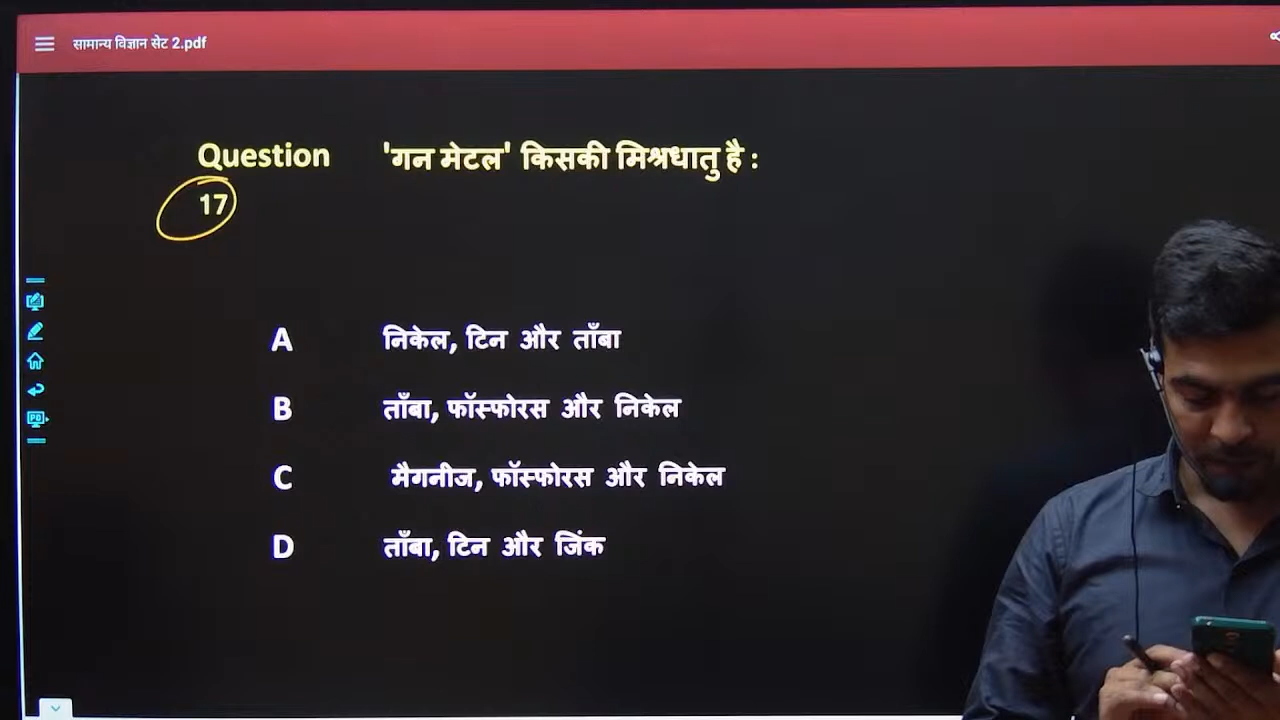 सामान्य विज्ञान सेट 2.pdf
Question 'गन मेटल' किसकी मिश्रधातु है :
17
A निकेल, टिन और ताँबा
B ताँबा, फॉस्फोरस और निकेल
C मैगनीज, फॉस्फोरस और निकेल
D ताँबा, टिन और जिंक